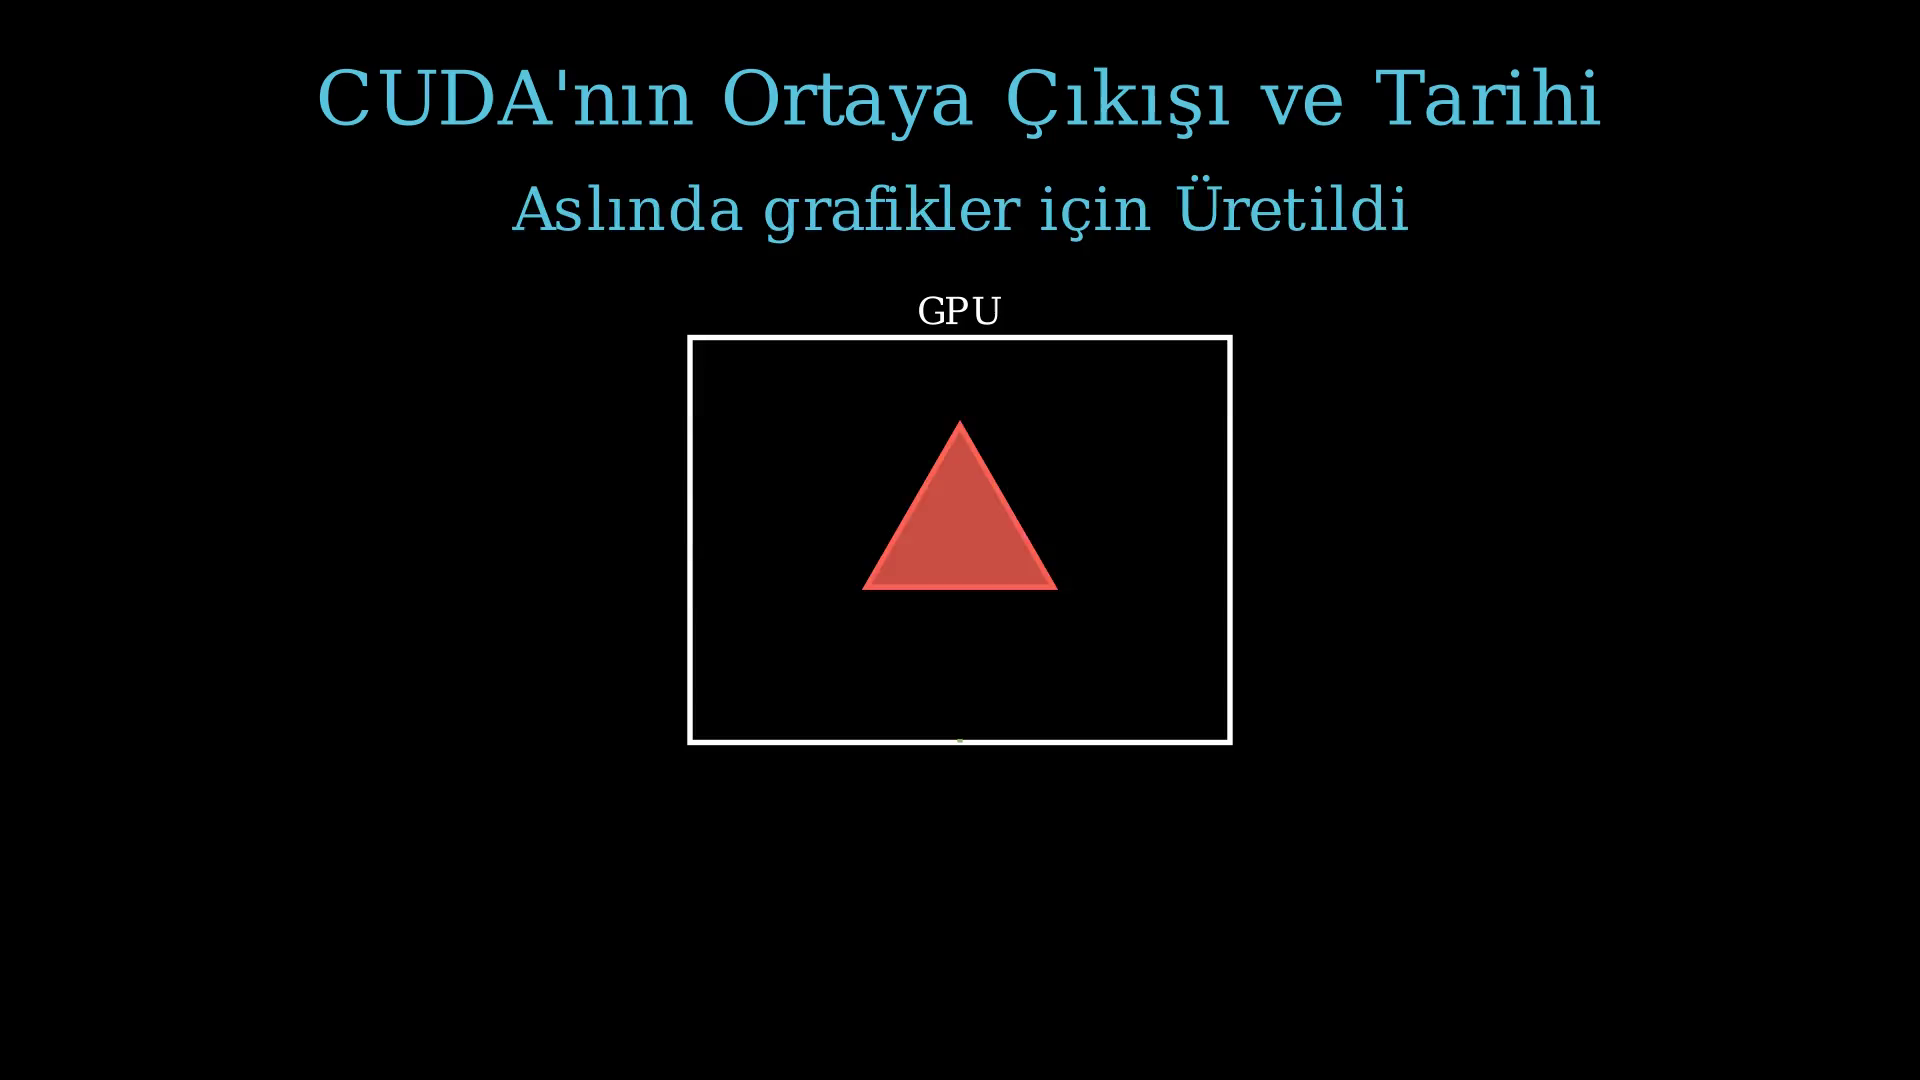 CUDA'nın Ortaya Çıkışı ve Tarihi
Aslında grafikler için Üretildi
GPU